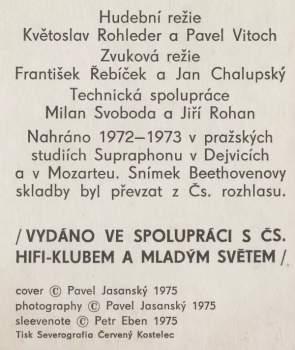 Hudební režie
Květoslav Rohleder a Pavel Vitoch
Zvuková režie
František Řebíček a Jan Chalupský
Technická spolupráce
Milan Svoboda a Jiří Rohan
Nahráno 1972–1973 v pražských
studiích Supraphonu v Dejvicích
a v Mozarteu. Snímek Beethovenovy
skladby byl převzat z Čs. rozhlasu.
/VYDÁNO VE SPOLUPRÁCI S ČS.
HIFI-KLUBEM A MLADÝM SVĚTEM/
cover © Pavel Jasanský 1975
photography © Pavel Jasanský 1975
sleevenote © Petr Eben 1975
Tisk Severografia Červený Kostelec